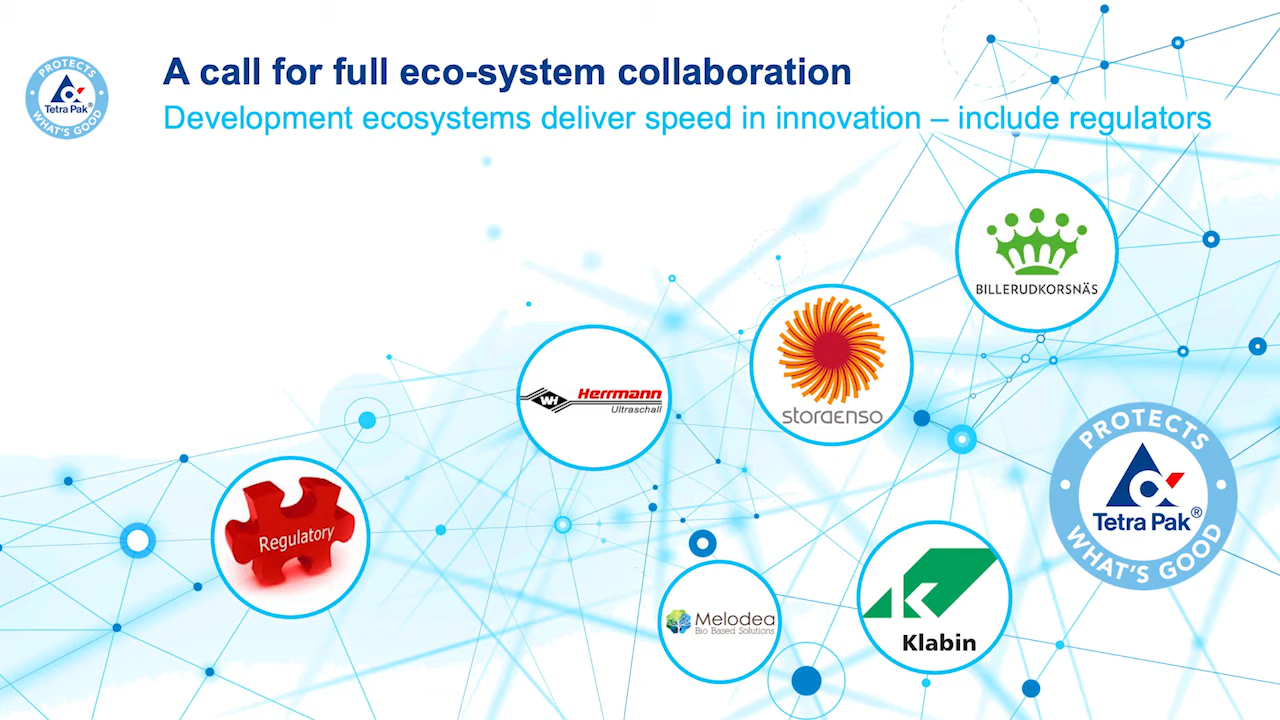 A call for full eco-system collaboration
PROTECTS
Tetra Pak®
WHAT'S GOOD
Development ecosystems deliver speed in innovation – include regulators
BILLERUDKORSNÄS
WH
Herrmann
Ultraschall
storaenso
PROTECTS
Tetra Pak®
WHAT'S GOOD
Regulatory
Melodea
Bio Based Solutions
Klabin